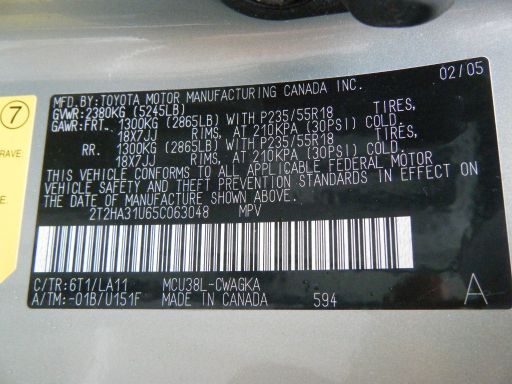 MFD. BY:TOYOTA MOTOR MANUFACTURING CANADA INC. 02/05
GVWR: 2380KG (5245LB)
GAWR:FRT. 1300KG (2865LB) WITH P235/55R18 TIRES,
18X7JJ RIMS, AT 210KPA (30PSI) COLD.
RR. 1300KG (2865LB) WITH P235/55R18 TIRES,
18X7JJ RIMS, AT 210KPA (30PSI) COLD.
THIS VEHICLE CONFORMS TO ALL APPLICABLE FEDERAL MOTOR
VEHICLE SAFETY AND THEFT PREVENTION STANDARDS IN EFFECT ON
THE DATE OF MANUFACTURE SHOWN ABOVE.
2T2HA31U65C063048 MPV
C/TR:6T1/LA11 MCU38L-CWAGKA
A/TM:-01B/U151F MADE IN CANADA 594 A
7
RAVE